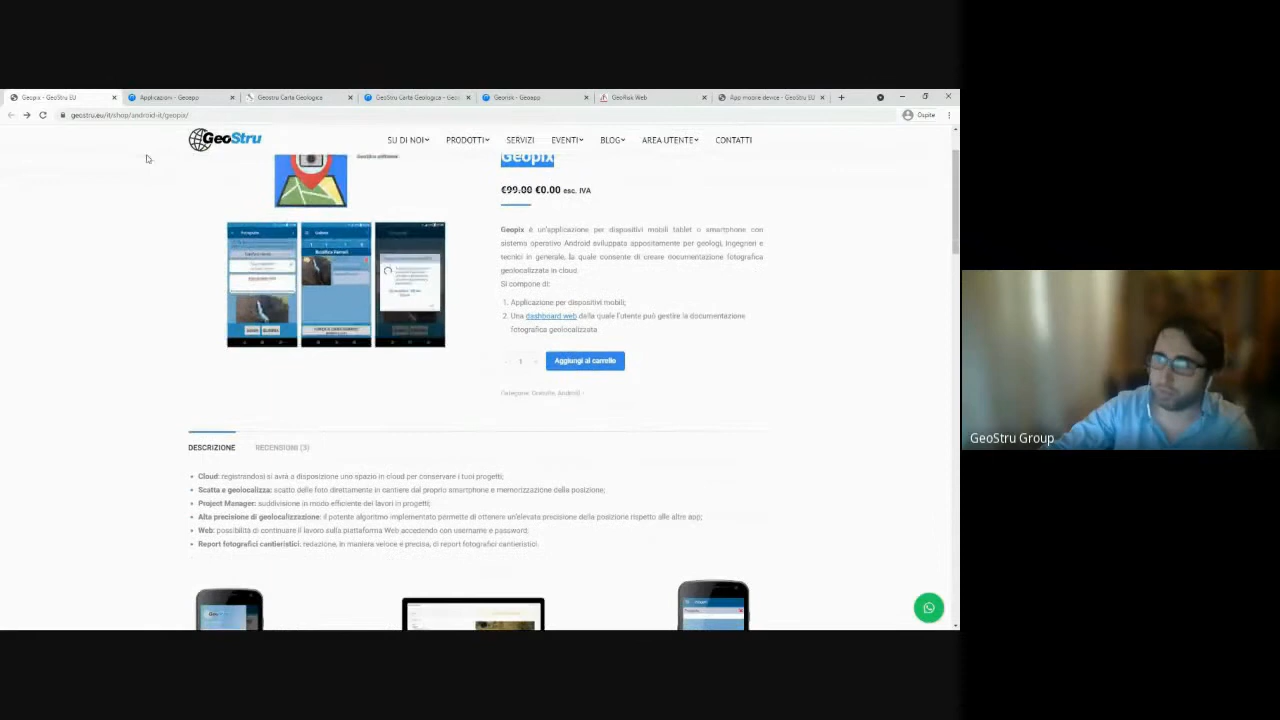 Geopix - GeoStru EU
Applicazioni - Geoapp
Geostru Carta Geologica
GeoStru Carta Geologica - Geo
Georisk - Geoapp
GeoRisk Web
App mobile device - GeoStru EU
geostru.eu/it/shop/android-it/geopix/
Ospite
GeoStru
SU DI NOI
PRODOTTI
SERVIZI
EVENTI
BLOG
AREA UTENTE
CONTATTI
Geopix
€99.00 €0.00 esc. IVA
Geopix è un'applicazione per dispositivi mobili tablet o smartphone con
sistema operativo Android sviluppata appositamente per geologi, ingegneri e
tecnici in generale, la quale consente di creare documentazione fotografica
geolocalizzata in cloud.
Si compone di:
1. Applicazione per dispositivi mobili;
2. Una dashboard web dalla quale l'utente può gestire la documentazione
fotografica geolocalizzata
- 1 +
Aggiungi al carrello
Categorie: Gratuite, Android -
DESCRIZIONE
RECENSIONI (3)
• Cloud: registrandosi si avrà a disposizione uno spazio in cloud per conservare i tuoi progetti;
• Scatta e geolocalizza: scatto delle foto direttamente in cantiere dal proprio smartphone e memorizzazione della posizione;
• Project Manager: suddivisione in modo efficiente dei lavori in progetti;
• Alta precisione di geolocalizzazione: il potente algoritmo implementato permette di ottenere un'elevata precisione della posizione rispetto alle altre app;
• Web: possibilità di continuare il lavoro sulla piattaforma Web accedendo con username e password;
• Report fotografici cantieristici: redazione, in maniera veloce e precisa, di report fotografici cantieristici.
GeoStru Group